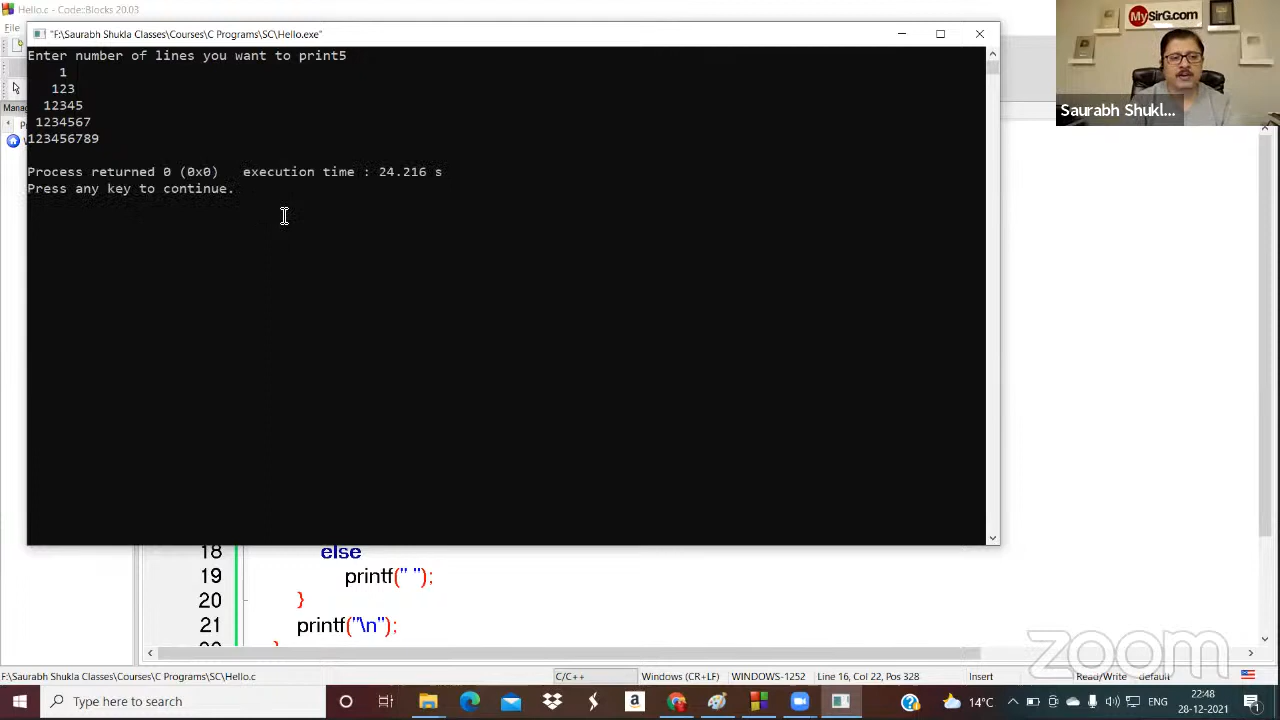 Hello.c - Code::Blocks 20.03
File
MySirG.com
"F:\Saurabh Shukla Classes\Courses\C Programs\SC\Hello.exe"
Enter number of lines you want to print5
1
123
12345
1234567
123456789
Process returned 0 (0x0)   execution time : 24.216 s
Press any key to continue.
Saurabh Shukl...
Manag
18 else
19 printf(" ");
20 }
21 printf("\n");
zoom
F:\Saurabh Shukla Classes\Courses\C Programs\SC\Hello.c C/C++ Windows (CR+LF) WINDOWS-1252 Line 16, Col 22, Pos 328 Insert Read/Write default
Type here to search 14°C ENG 22:48
28-12-2021